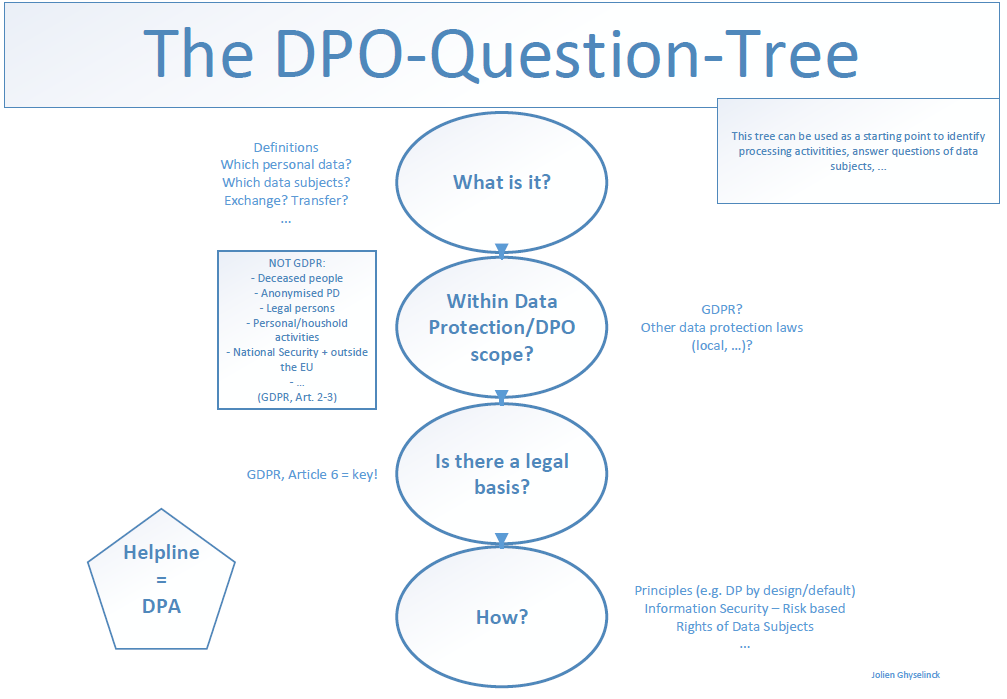 The DPO-Question-Tree
This tree can be used as a starting point to identify
processing activitities, answer questions of data
subjects, ...
Definitions
Which personal data?
Which data subjects?
Exchange? Transfer?
...
What is it?
NOT GDPR:
- Deceased people
- Anonymised PD
- Legal persons
- Personal/houshold
activities
- National Security + outside
the EU
- ...
(GDPR, Art. 2-3)
Within Data
Protection/DPO
scope?
GDPR?
Other data protection laws
(local, ...)?
GDPR, Article 6 = key!
Is there a legal
basis?
Helpline
=
DPA
How?
Principles (e.g. DP by design/default)
Information Security – Risk based
Rights of Data Subjects
...
Jolien Ghyselinck